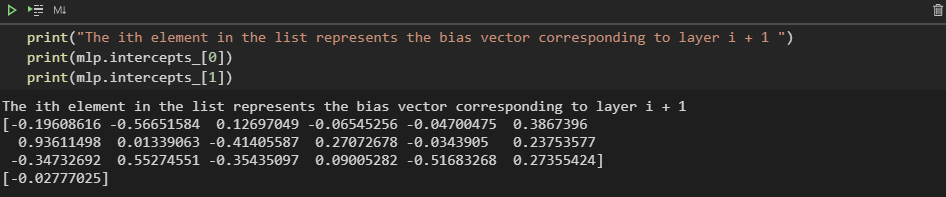 M↓
print("The ith element in the list represents the bias vector corresponding to layer i + 1 ")
print(mlp.intercepts_[0])
print(mlp.intercepts_[1])
The ith element in the list represents the bias vector corresponding to layer i + 1
[-0.19608616 -0.56651584  0.12697049 -0.06545256 -0.04700475  0.3867396
  0.93611498  0.01339063 -0.41405587  0.27072678 -0.0343905   0.23753577
 -0.34732692  0.55274551 -0.35435097  0.09005282 -0.51683268  0.27355424]
[-0.02777025]